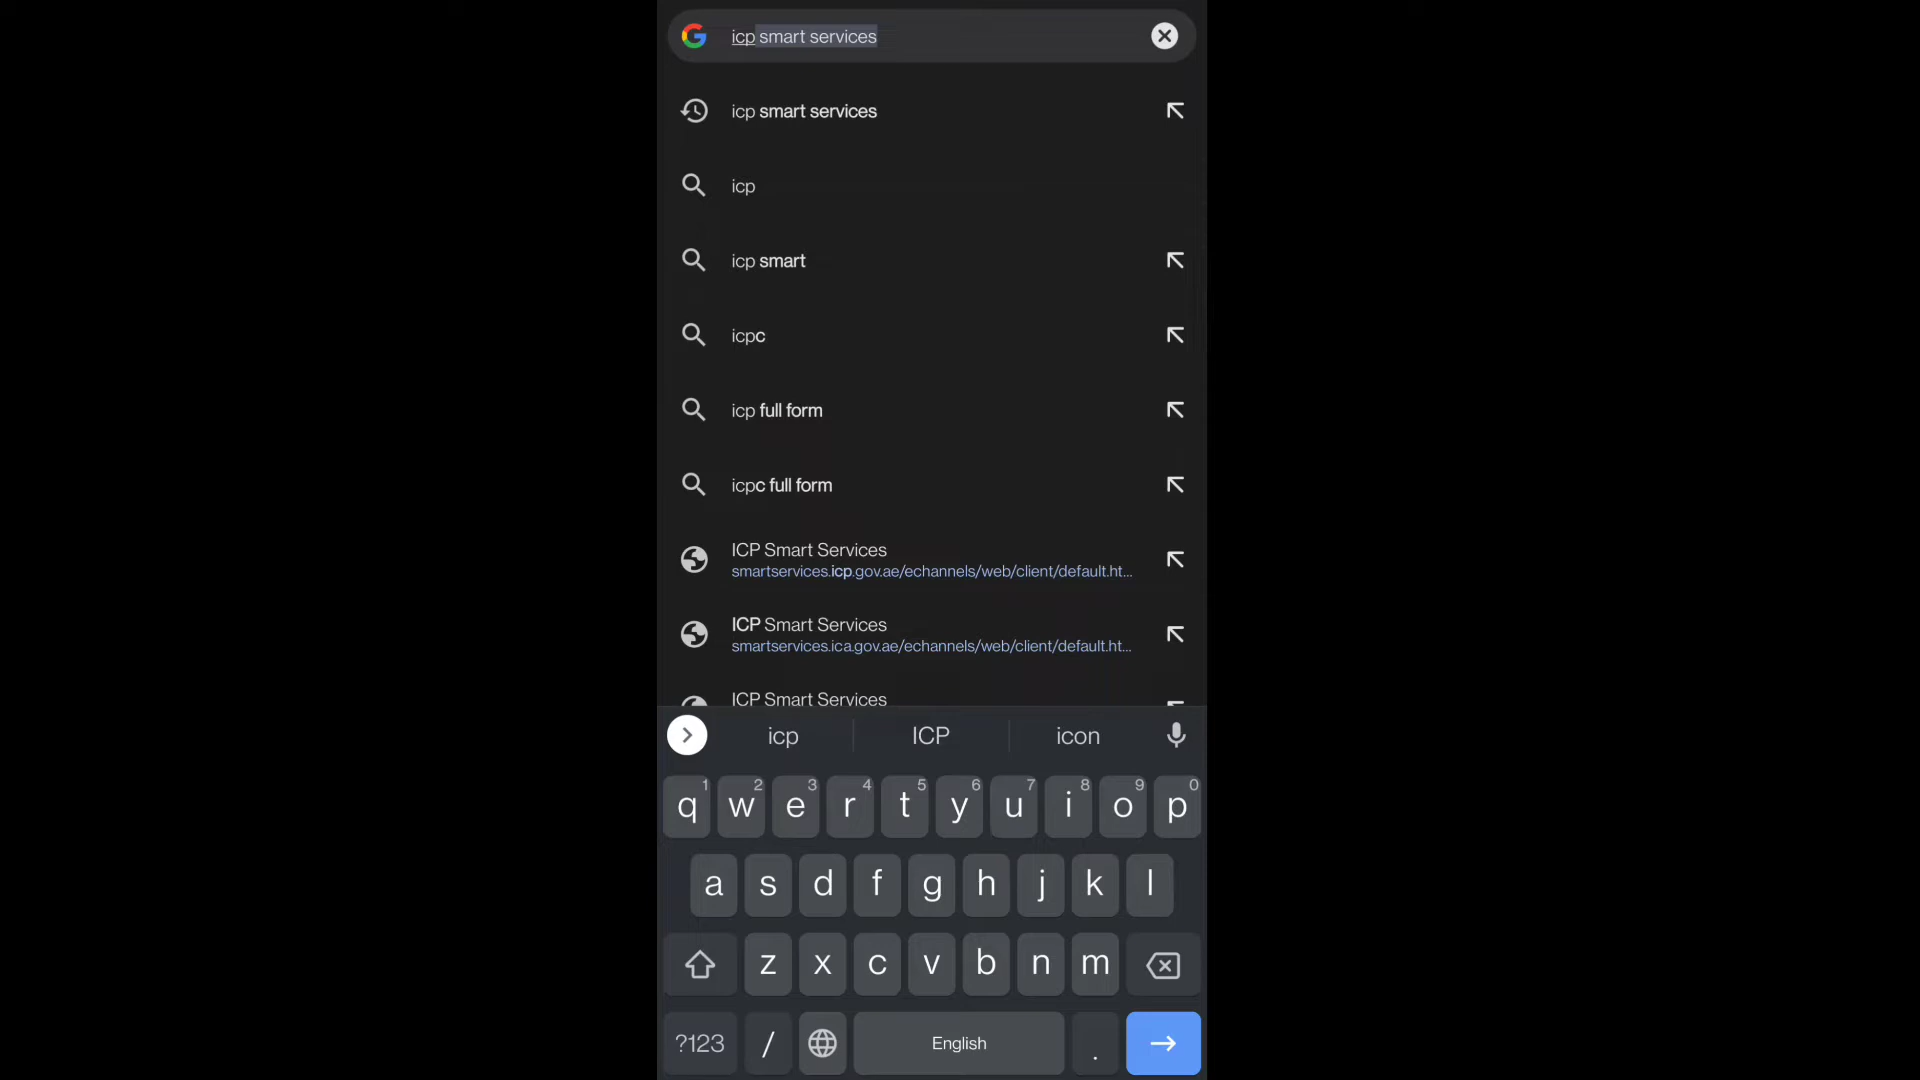 icp smart services
icp smart services
icp
icp smart
icpc
icp full form
icpc full form
ICP Smart Services
smartservices.icp.gov.ae/echannels/web/client/default.ht...
ICP Smart Services
smartservices.ica.gov.ae/echannels/web/client/default.ht...
ICP Smart Services
icp ICP icon
1 2 3 4 5 6 7 8 9 0
q w e r t y u i o p
a s d f g h j k l
z x c v b n m
?123 / English .